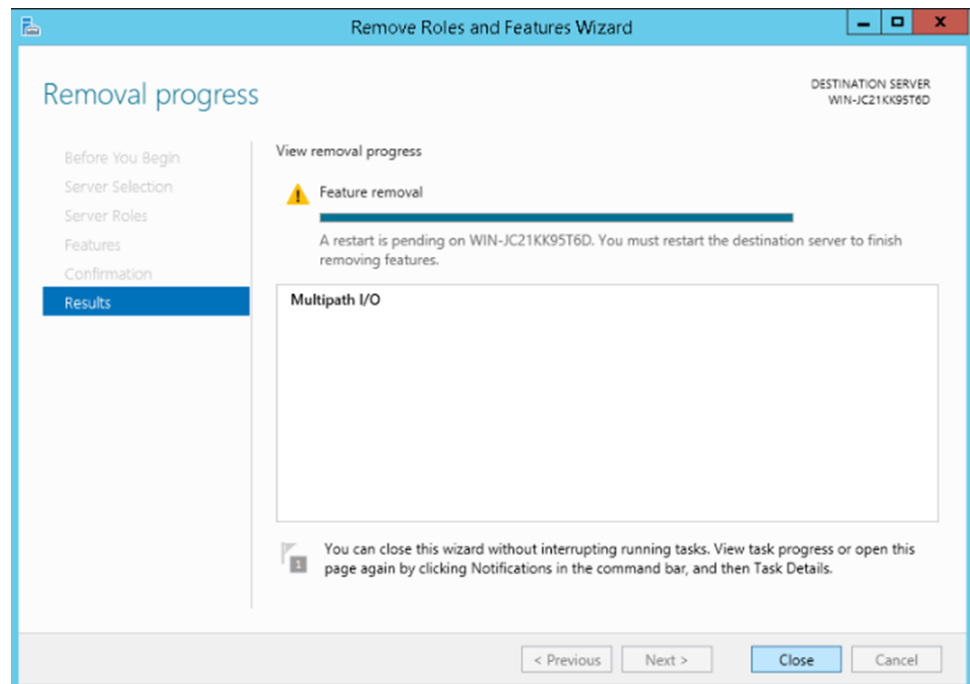 Remove Roles and Features Wizard
Removal progress
DESTINATION SERVER
WIN-JC21KK95T6D
Before You Begin
Server Selection
Server Roles
Features
Confirmation
Results
View removal progress
Feature removal
A restart is pending on WIN-JC21KK95T6D. You must restart the destination server to finish
removing features.
Multipath I/O
1
You can close this wizard without interrupting running tasks. View task progress or open this
page again by clicking Notifications in the command bar, and then Task Details.
< Previous
Next >
Close
Cancel